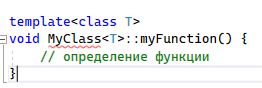 template<class T>
void MyClass<T>::myFunction() {
// определение функции
}